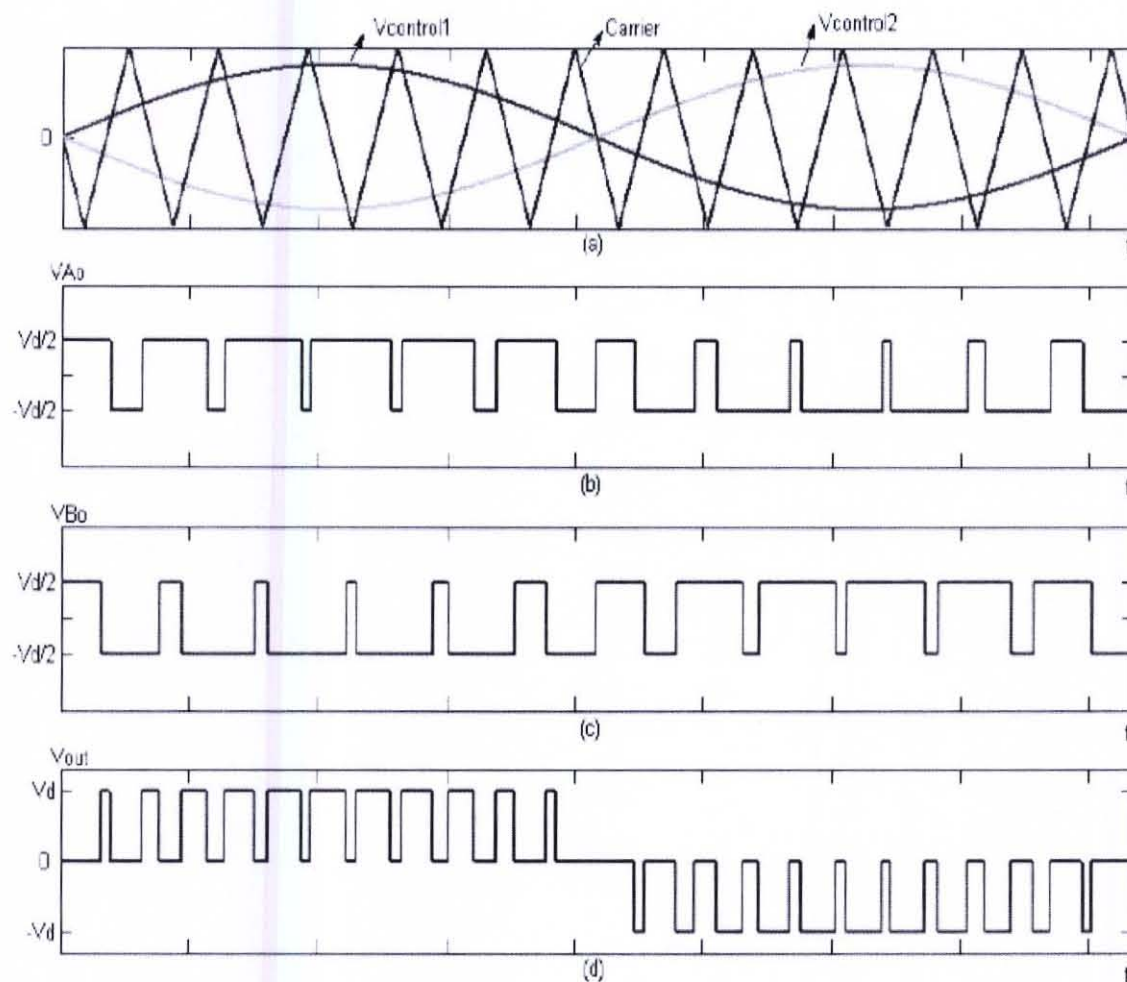 Vcontrol1
Carrier
Vcontrol2
0
(a)
t
VAo
Vd/2
-Vd/2
(b)
t
VBo
Vd/2
-Vd/2
(c)
t
Vout
Vd
0
-Vd
(d)
t